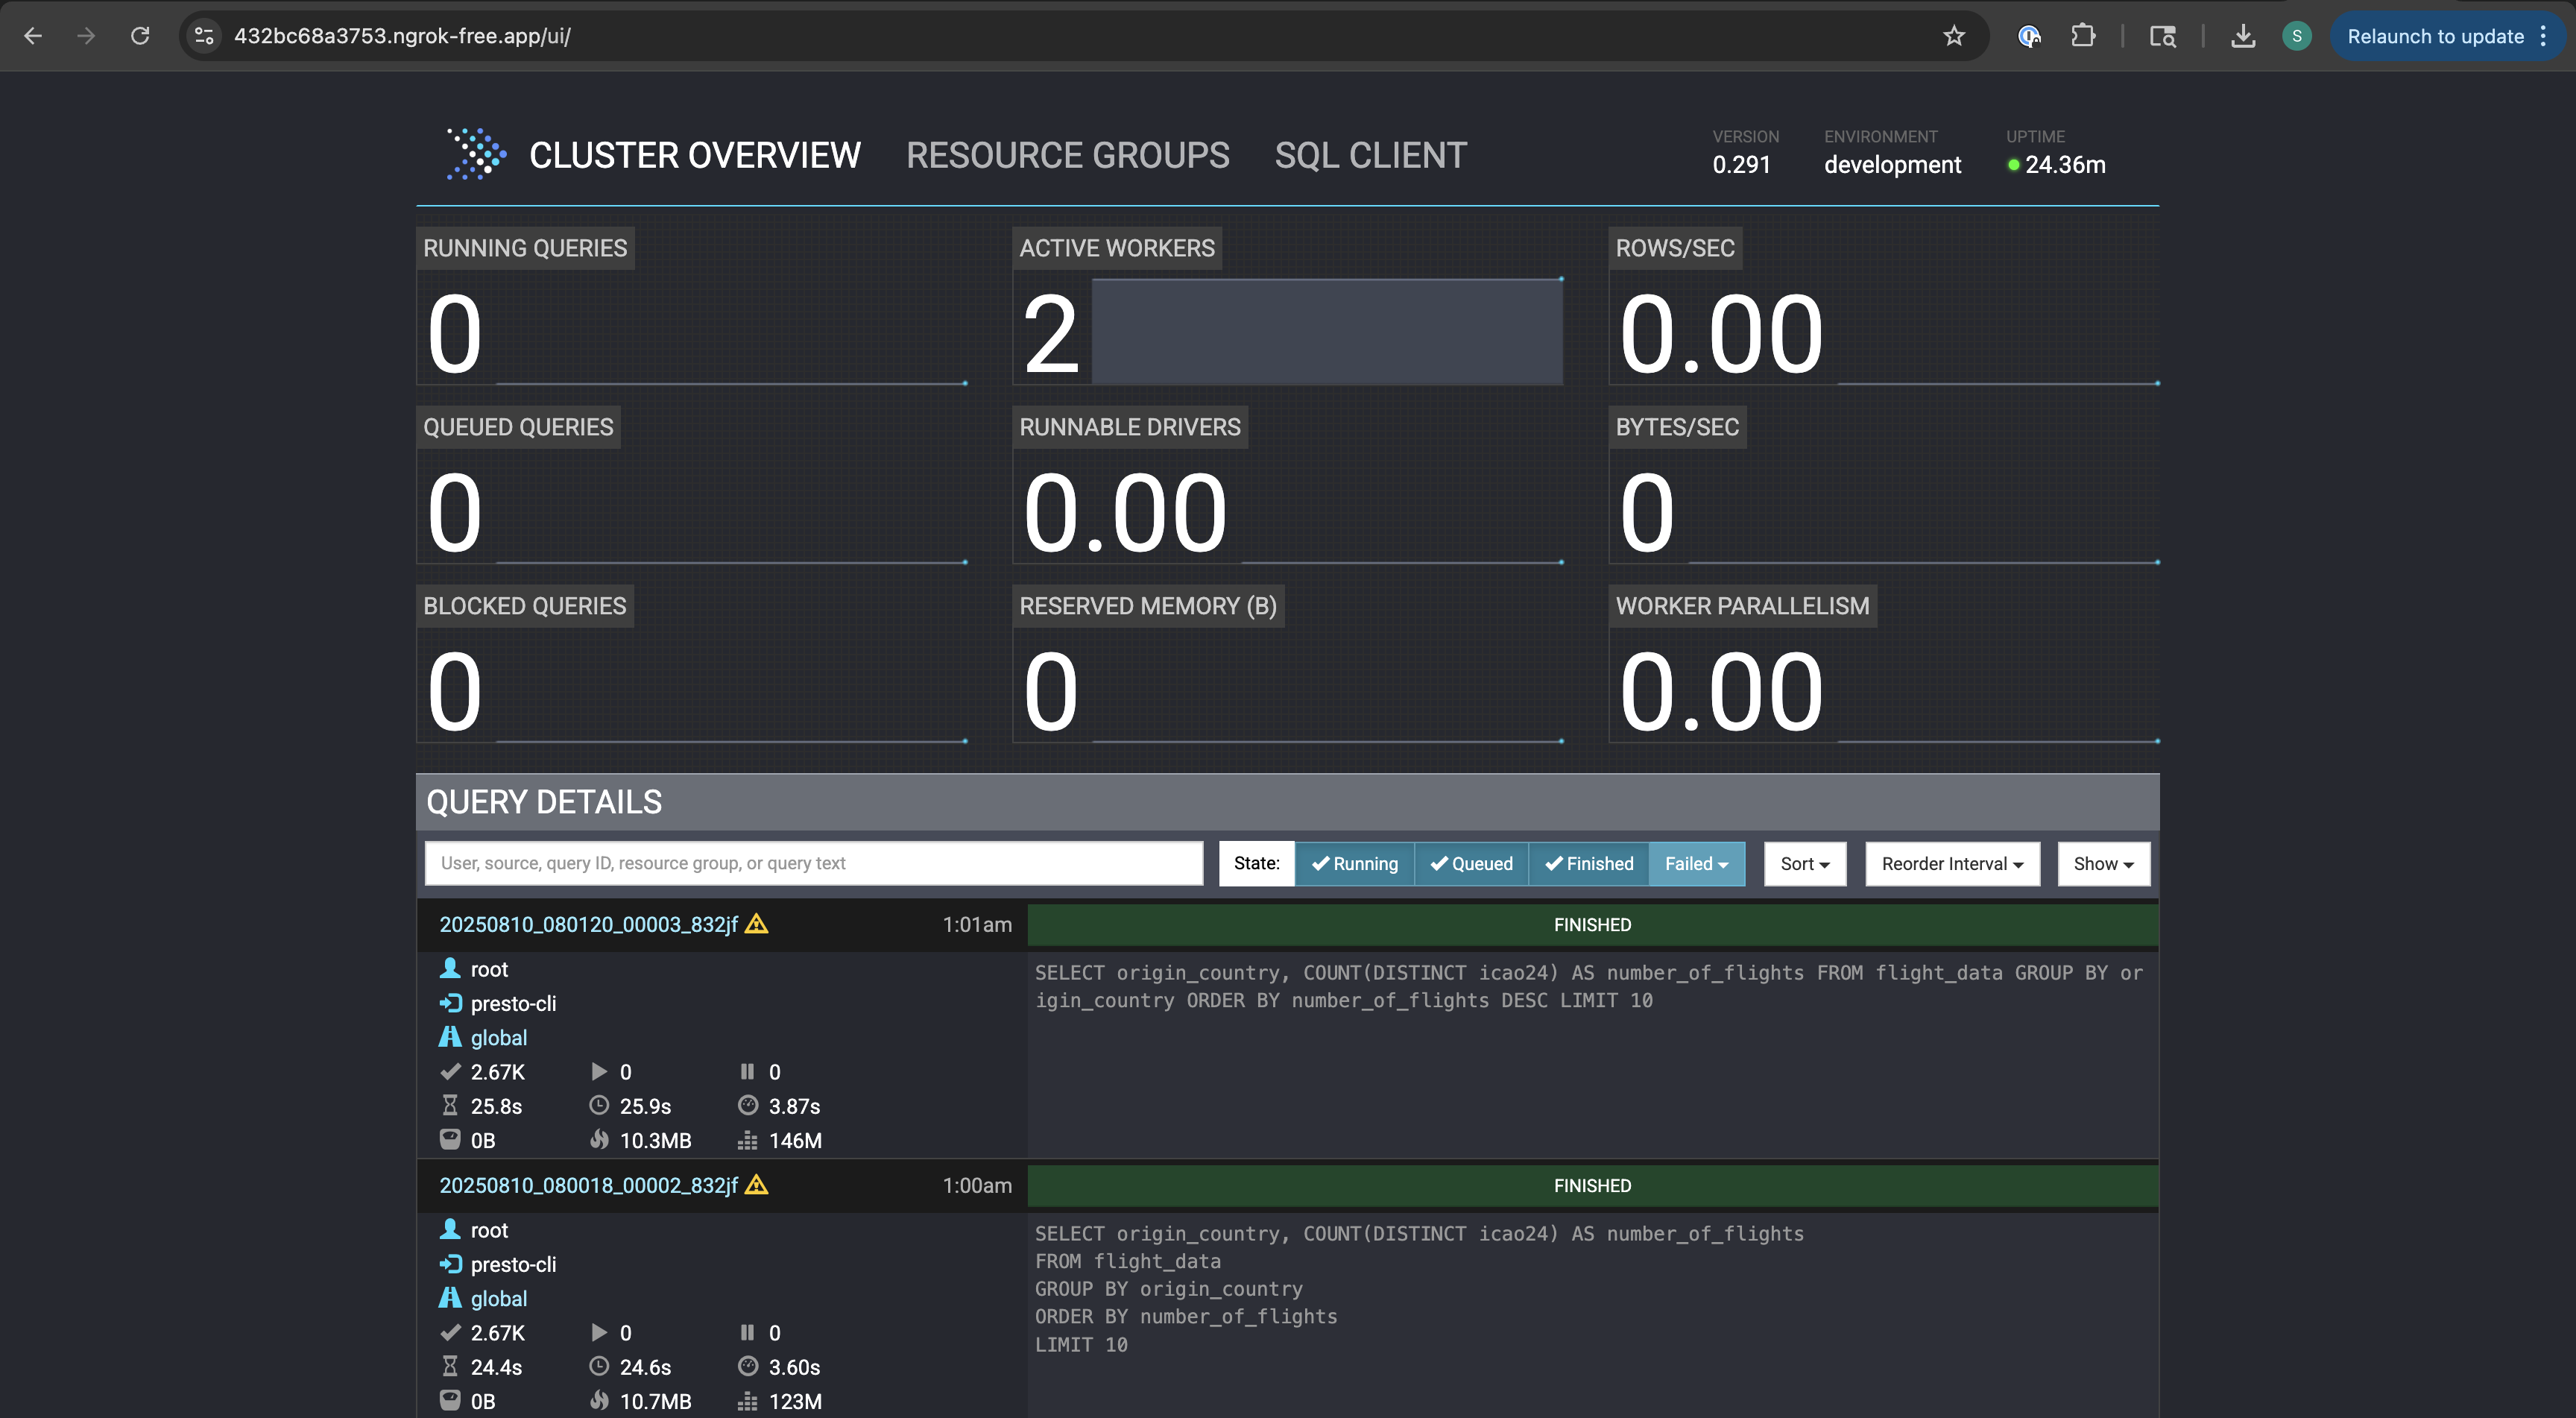 432bc68a3753.ngrok-free.app/ui/
S
Relaunch to update
CLUSTER OVERVIEW
RESOURCE GROUPS
SQL CLIENT
VERSION
0.291
ENVIRONMENT
development
UPTIME
24.36m
RUNNING QUERIES
0
ACTIVE WORKERS
2
ROWS/SEC
0.00
QUEUED QUERIES
0
RUNNABLE DRIVERS
0.00
BYTES/SEC
0
BLOCKED QUERIES
0
RESERVED MEMORY (B)
0
WORKER PARALLELISM
0.00
QUERY DETAILS
User, source, query ID, resource group, or query text
State:
Running
Queued
Finished
Failed
Sort
Reorder Interval
Show
20250810_080120_00003_832jf
1:01am
FINISHED
root
presto-cli
global
2.67K 0 0
25.8s 25.9s 3.87s
0B 10.3MB 146M
SELECT origin_country, COUNT(DISTINCT icao24) AS number_of_flights FROM flight_data GROUP BY or
igin_country ORDER BY number_of_flights DESC LIMIT 10
20250810_080018_00002_832jf
1:00am
FINISHED
root
presto-cli
global
2.67K 0 0
24.4s 24.6s 3.60s
0B 10.7MB 123M
SELECT origin_country, COUNT(DISTINCT icao24) AS number_of_flights
FROM flight_data
GROUP BY origin_country
ORDER BY number_of_flights
LIMIT 10